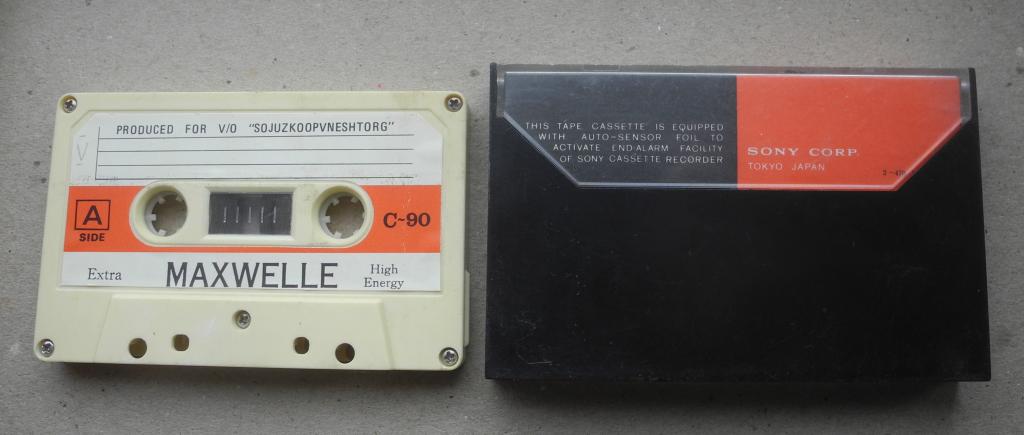 PRODUCED FOR V/O "SOJUZKOOPVNESHTORG"
A
SIDE
C-90
Extra
MAXWELLE
High
Energy
THIS TAPE CASSETTE IS EQUIPPED
WITH AUTO-SENSOR FOIL TO
ACTIVATE END-ALARM FACILITY
OF SONY CASSETTE RECORDER
SONY CORP.
TOKYO JAPAN